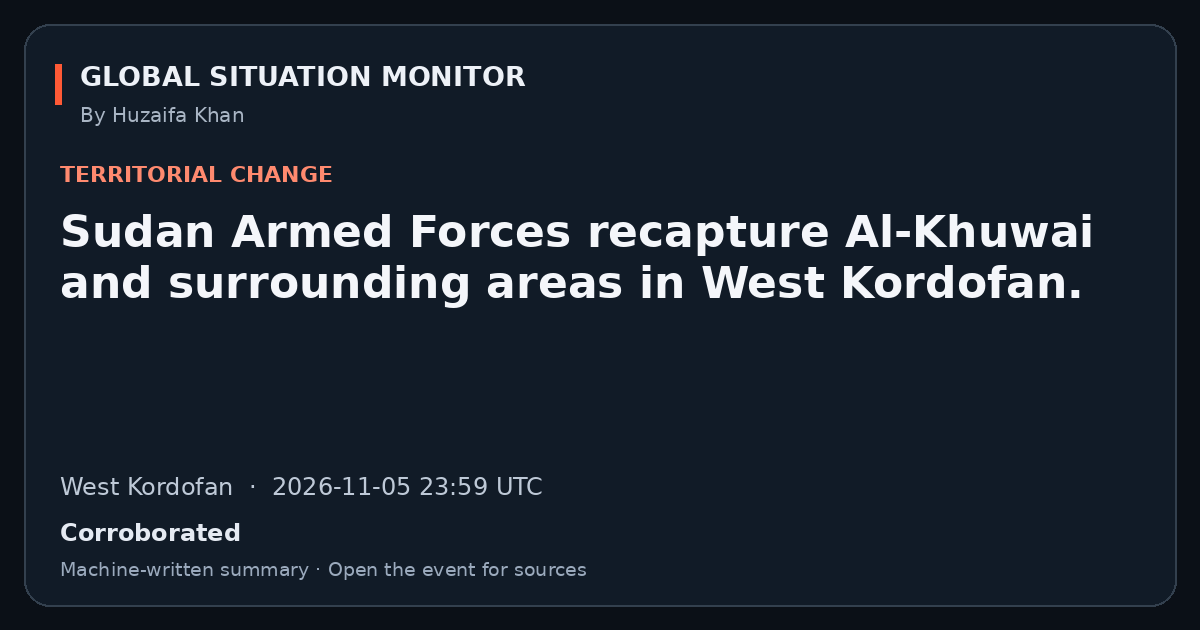 GLOBAL SITUATION MONITOR
By Huzaifa Khan
TERRITORIAL CHANGE
Sudan Armed Forces recapture Al-Khuwai
and surrounding areas in West Kordofan.
West Kordofan · 2026-11-05 23:59 UTC
Corroborated
Machine-written summary · Open the event for sources